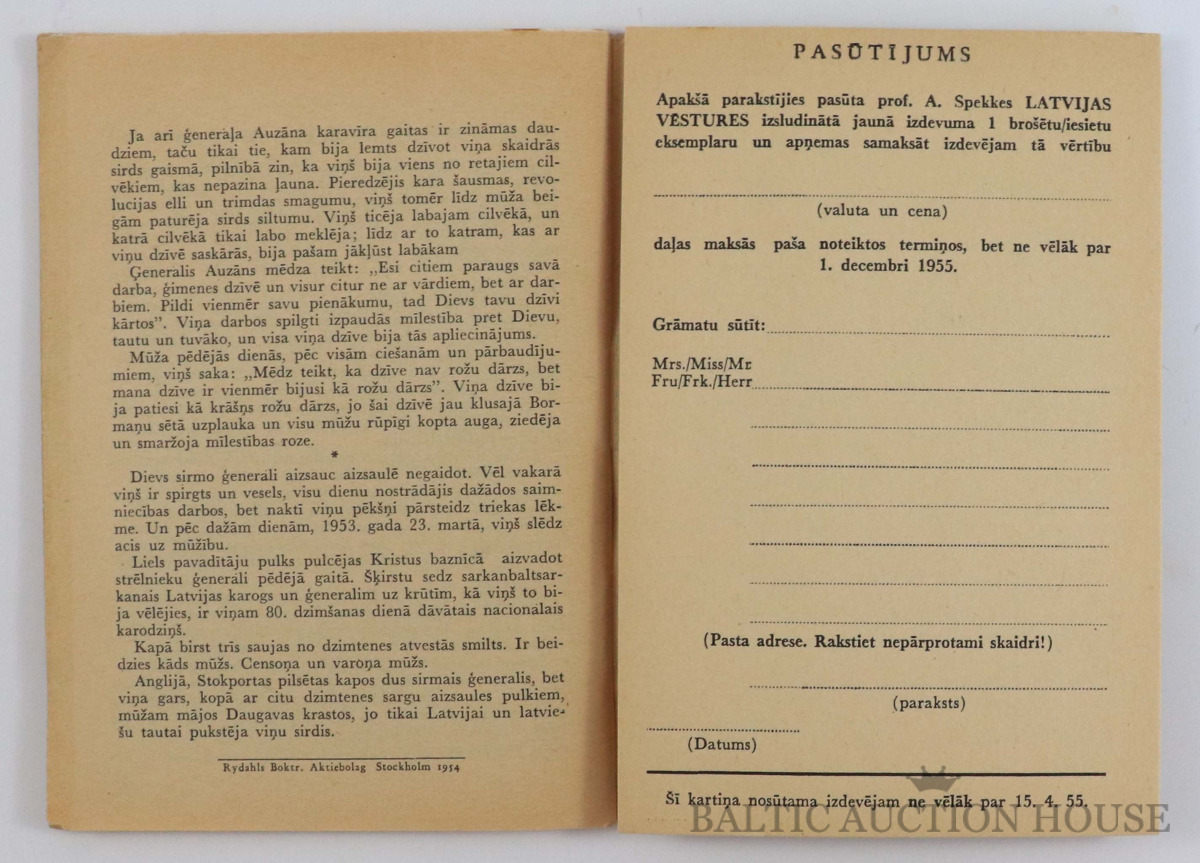 Ja arī ģeneraļa Auzāna karavīra gaitas ir zināmas dau-
dziem, taču tikai tie, kam bija lemts dzīvot viņa skaidrās
sirds gaismā, pilnībā zin, ka viņš bija viens no retajiem cil-
vēkiem, kas nepazina ļauna. Pieredzējis kara šausmas, revo-
lucijas elli un trimdas smagumu, viņš tomēr līdz mūža bei-
gām paturēja sirds siltumu. Viņš ticēja labajam cilvēkā, un
katrā cilvēkā tikai labo meklēja; līdz ar to katram, kas ar
viņu dzīvē saskārās, bija pašam jākļūst labākam
Ģeneralis Auzāns mēdza teikt: „Esi citiem paraugs savā
darba, ģimenes dzīvē un visur citur ne ar vārdiem, bet ar dar-
biem. Pildi vienmēr savu pienākumu, tad Dievs tavu dzīvi
kārtos”. Viņa darbos spilgti izpaudās mīlestība pret Dievu,
tautu un tuvāko, un visa viņa dzīve bija tās apliecinājums.
Mūža pēdējās dienās, pēc visām ciešanām un pārbaudīju-
miem, viņš saka: „Mēdz teikt, ka dzīve nav rožu dārzs, bet
mana dzīve ir vienmēr bijusi kā rožu dārzs”. Viņa dzīve bi-
ja patiesi kā krāšņs rožu dārzs, jo šai dzīvē jau klusajā Bor-
maņu sētā uzplauka un visu mūžu rūpīgi kopta auga, ziedēja
un smaržoja mīlestības roze.
*
Dievs sirmo ģenerali aizsauc aizsaulē negaidot. Vēl vakarā
viņš ir spirgts un vesels, visu dienu nostrādājis dažādos saim-
niecības darbos, bet naktī viņu pēkšņi pārsteidz triekas lēk-
me. Un pēc dažām dienām, 1953. gada 23. martā, viņš slēdz
acis uz mūžību.
Liels pavadītāju pulks pulcējas Kristus baznīcā aizvadot
strēlnieku ģenerali pēdējā gaitā. Šķirstu sedz sarkanbaltsar-
kanais Latvijas karogs un ģeneralim uz krūtīm, kā viņš to bi-
ja vēlējies, ir viņam 80. dzimšanas dienā dāvātais nacionalais
karodziņš.
Kapā birst trīs saujas no dzimtenes atvestās smilts. Ir bei-
dzies kāds mūžs. Censoņa un varoņa mūžs.
Anglijā, Stokportas pilsētas kapos dus sirmais ģeneralis, bet
viņa gars, kopā ar citu dzimtenes sargu aizsaules pulkiem,
mūžam mājos Daugavas krastos, jo tikai Latvijai un latvie-
šu tautai pukstēja viņu sirdis.
Rydahls Boktr. Aktiebolag Stockholm 1954
PASŪTĪJUMS
Apakšā parakstījies pasūta prof. A. Spekkes LATVIJAS
VĒSTURES izsludinātā jaunā izdevuma 1 brošētu/iesietu
eksemplaru un apņemas samaksāt izdevējam tā vērtību
(valuta un cena)
daļas maksās paša noteiktos termiņos, bet ne vēlāk par
1. decembri 1955.
Grāmatu sūtīt:
Mrs./Miss/Mr
Fru/Frk./Herr
(Pasta adrese. Rakstiet nepārprotami skaidri!)
(paraksts)
(Datums)
Šī kartiņa nosūtama izdevējam ne vēlāk par 15. 4. 55.
BALTIC AUCTION HOUSE